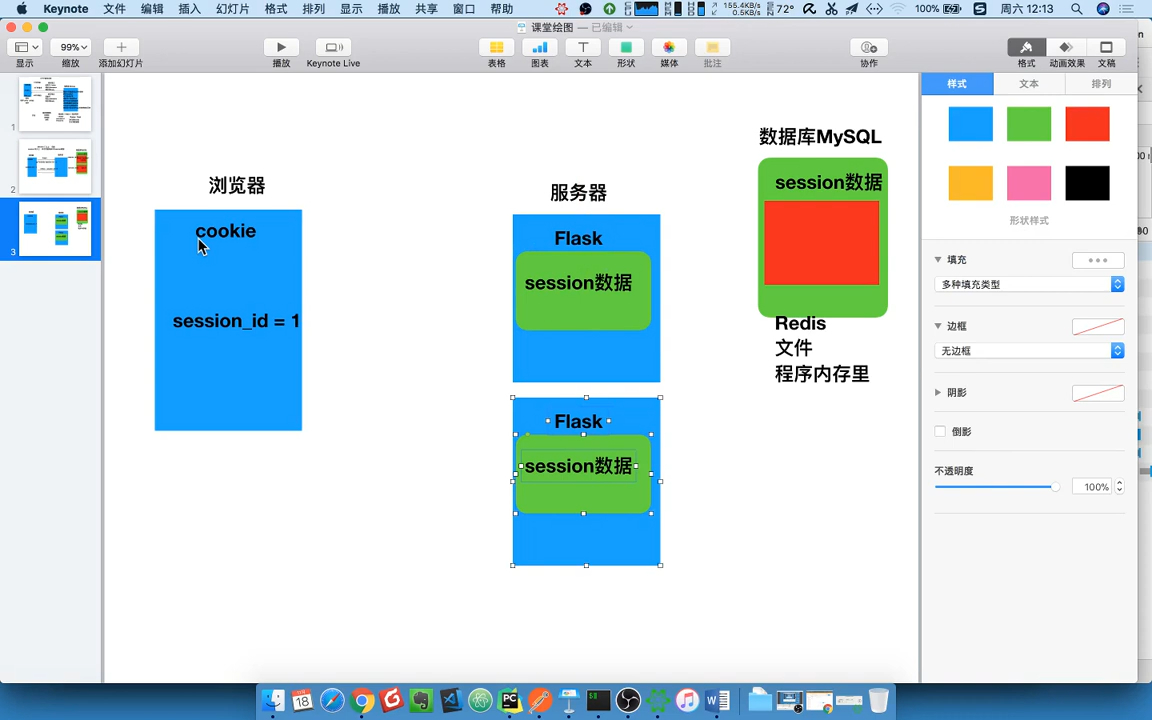 Keynote 文件 编辑 插入 幻灯片 格式 排列 显示 播放 共享 窗口 帮助
155.4KB/s
0.5KB/s
72° 100% 周六 12:13
课堂绘图 — 已编辑
99%
显示 缩放 添加幻灯片 播放 Keynote Live 表格 图表 文本 形状 媒体 批注 协作 格式 动画效果 文稿
样式 文本 排列
1
2
3
浏览器
cookie
session_id = 1
服务器
Flask
session数据
Flask
session数据
数据库MySQL
session数据
Redis
文件
程序内存里
形状样式
填充
多种填充类型
边框
无边框
阴影
倒影
不透明度
100%